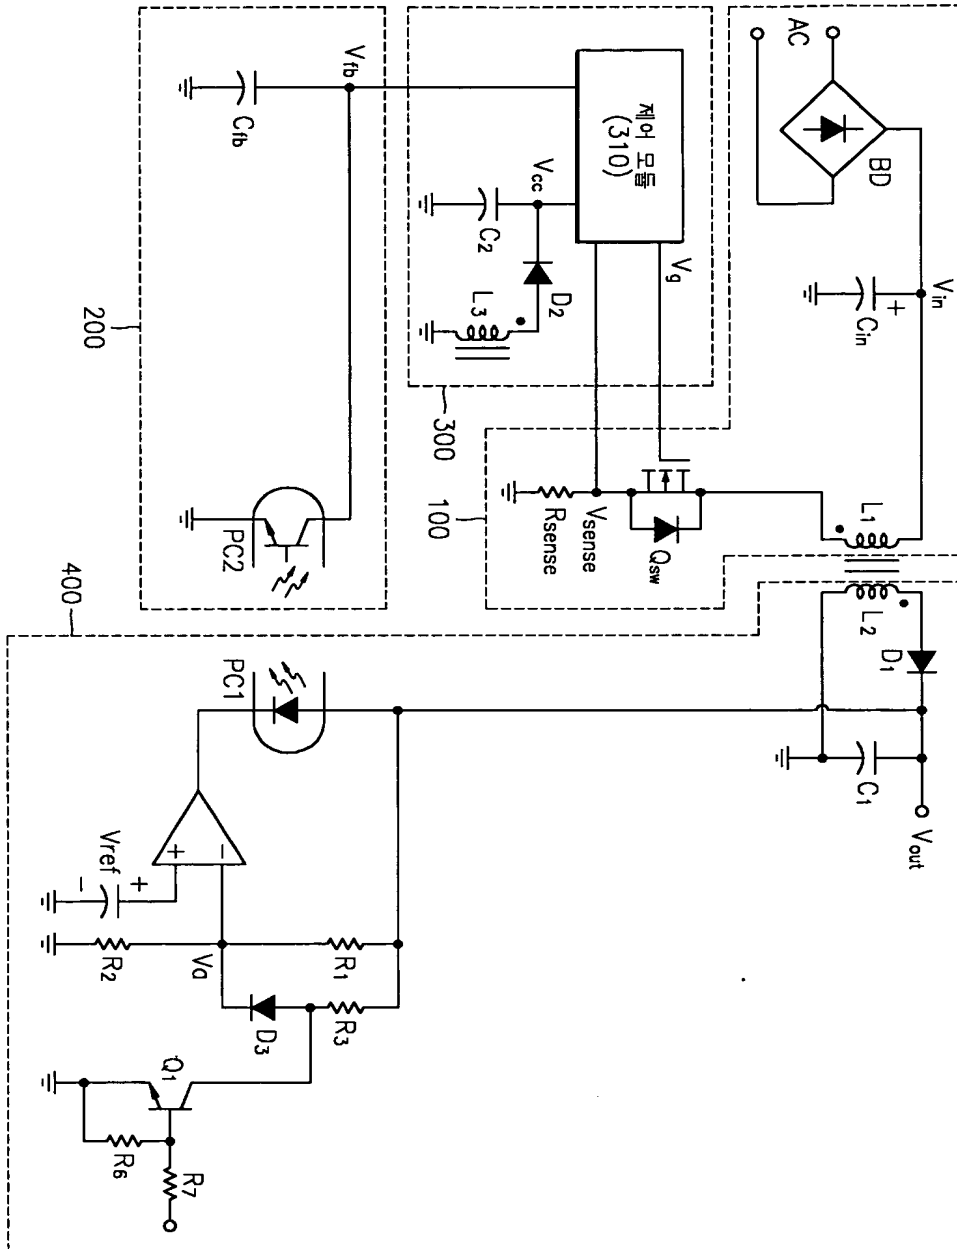 AC
BD
Vin
Cin
+
L1
L2
D1
C1
Vout
제어 모듈
(310)
Vg
Vcc
C2
D2
L3
300
Qsw
Vsense
Rsense
100
Vfb
Cfb
200
PC2
400
PC1
+
−
Vref
+
−
R1
R2
Va
R3
D3
Q1
R6
R7